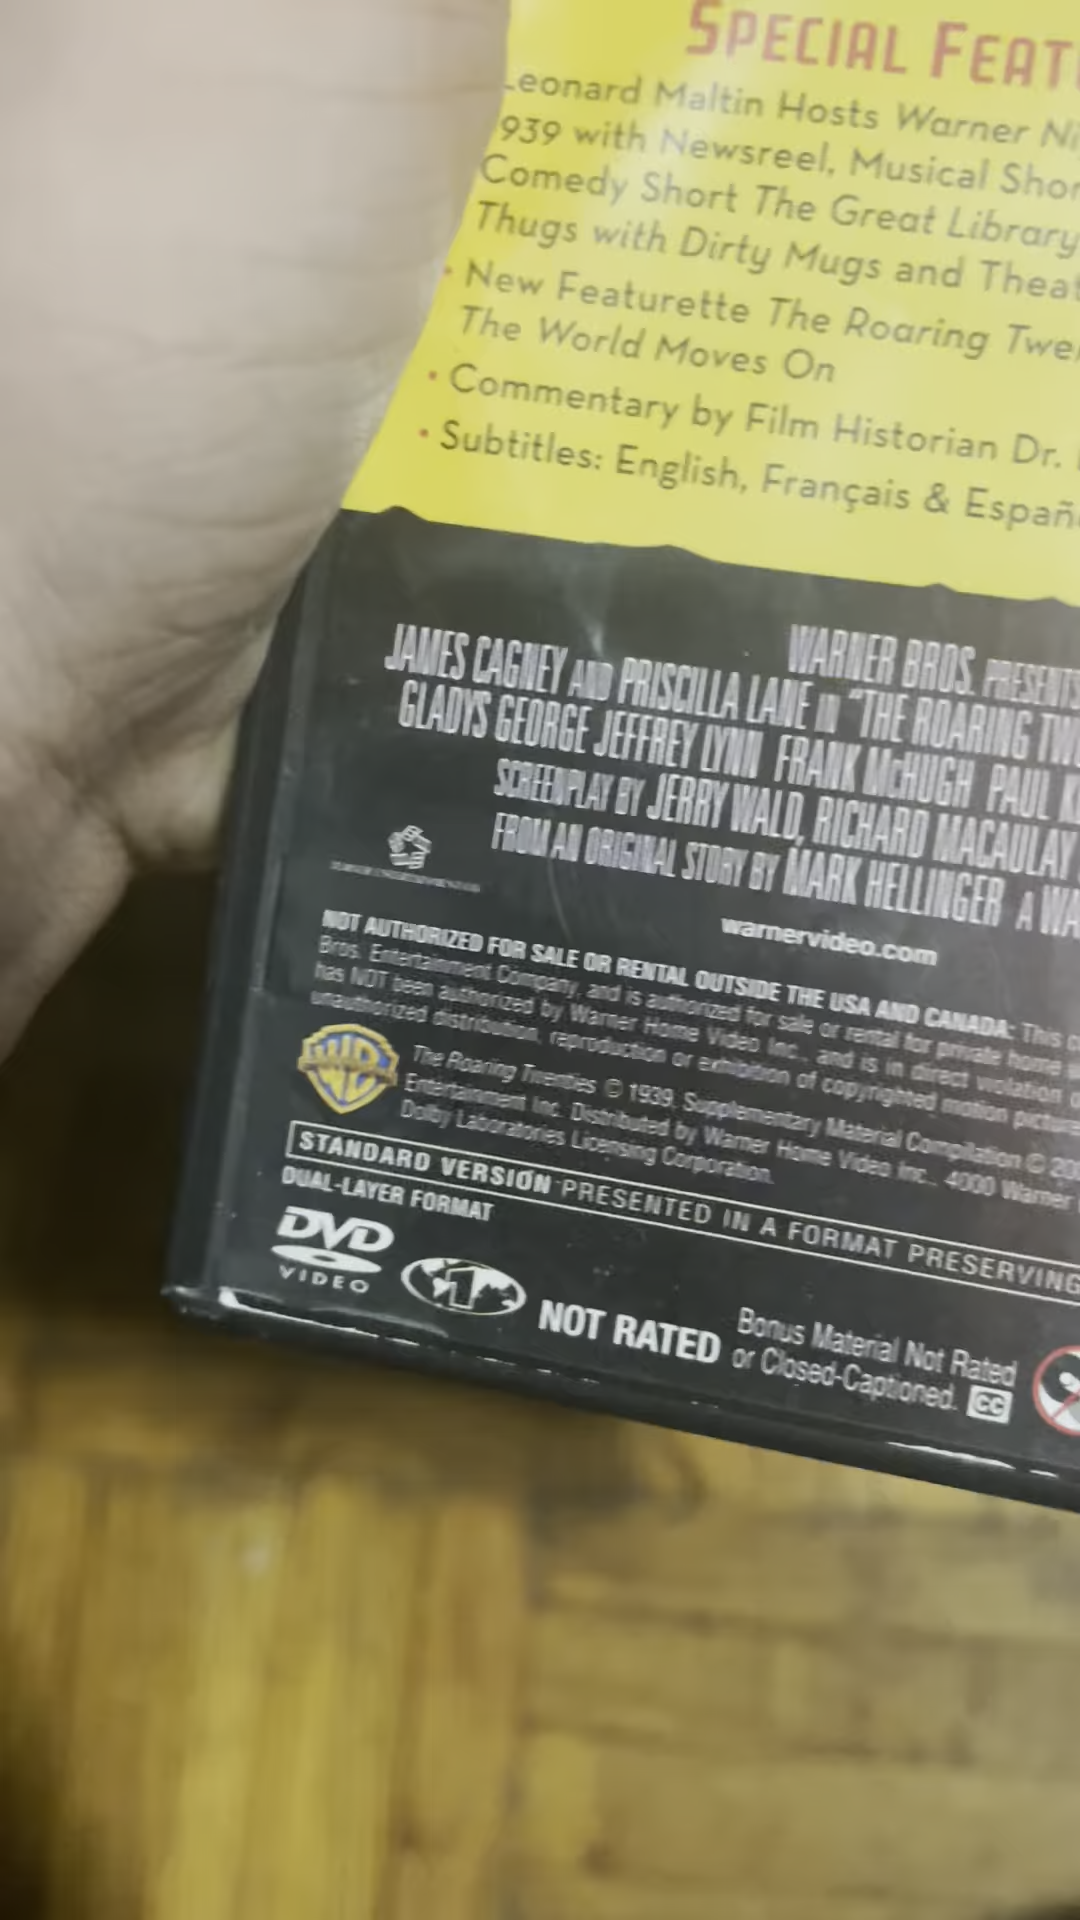 SPECIAL FEAT
Leonard Maltin Hosts Warner Ni
939 with Newsreel, Musical Shor
Comedy Short The Great Library
Thugs with Dirty Mugs and Theat
• New Featurette The Roaring Twe
The World Moves On
• Commentary by Film Historian Dr.
• Subtitles: English, Français & Españ
WARNER BROS. PRESENTS
JAMES CAGNEY AND PRISCILLA LANE IN "THE ROARING TW
GLADYS GEORGE JEFFREY LYNN FRANK McHUGH PAUL K
SCREENPLAY BY JERRY WALD, RICHARD MACAULAY
FROM AN ORIGINAL STORY BY MARK HELLINGER A WA
warnervideo.com
NOT AUTHORIZED FOR SALE OR RENTAL OUTSIDE THE USA AND CANADA: This c
Bros. Entertainment Company, and is authorized for sale or rental for private home
has NOT been authorized by Warner Home Video Inc., and is in direct violation o
unauthorized distribution, reproduction or exhibition of copyrighted motion picture
WB
The Roaring Twenties © 1939. Supplementary Material Compilation © 200
Entertainment Inc. Distributed by Warner Home Video Inc., 4000 Warner
Dolby Laboratories Licensing Corporation.
STANDARD VERSION PRESENTED IN A FORMAT PRESERVING
DUAL-LAYER FORMAT
DVD
VIDEO
1
NOT RATED
Bonus Material Not Rated
or Closed-Captioned. CC